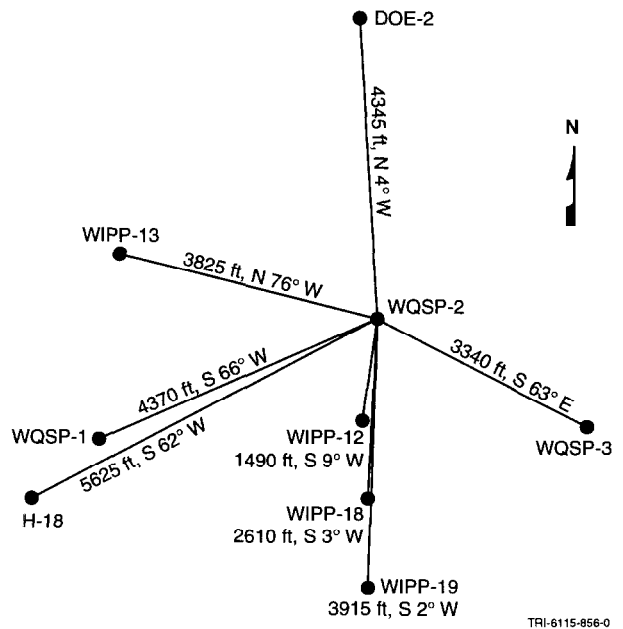 DOE-2
4345 ft, N 4° W
N
WIPP-13
3825 ft, N 76° W
WQSP-2
3340 ft, S 63° E
4370 ft, S 66° W
WQSP-1
5625 ft, S 62° W
H-18
WIPP-12
1490 ft, S 9° W
WQSP-3
WIPP-18
2610 ft, S 3° W
WIPP-19
3915 ft, S 2° W
TRI-6115-856-0